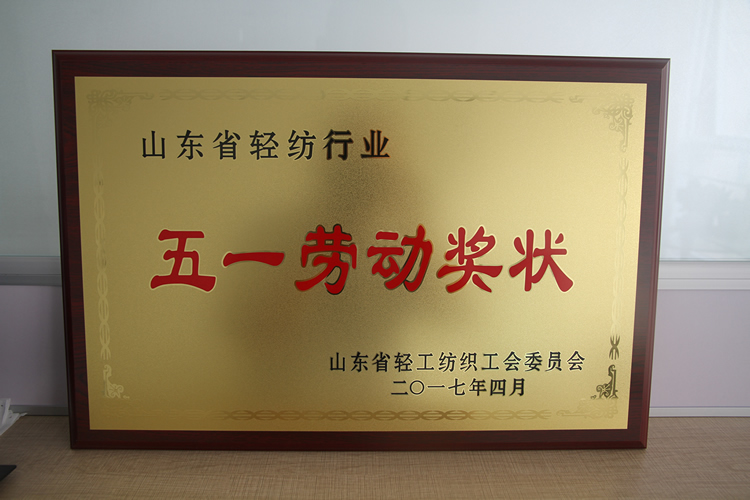 山东省轻纺行业
五一劳动奖状
山东省轻工纺织工会委员会
二〇一七年四月